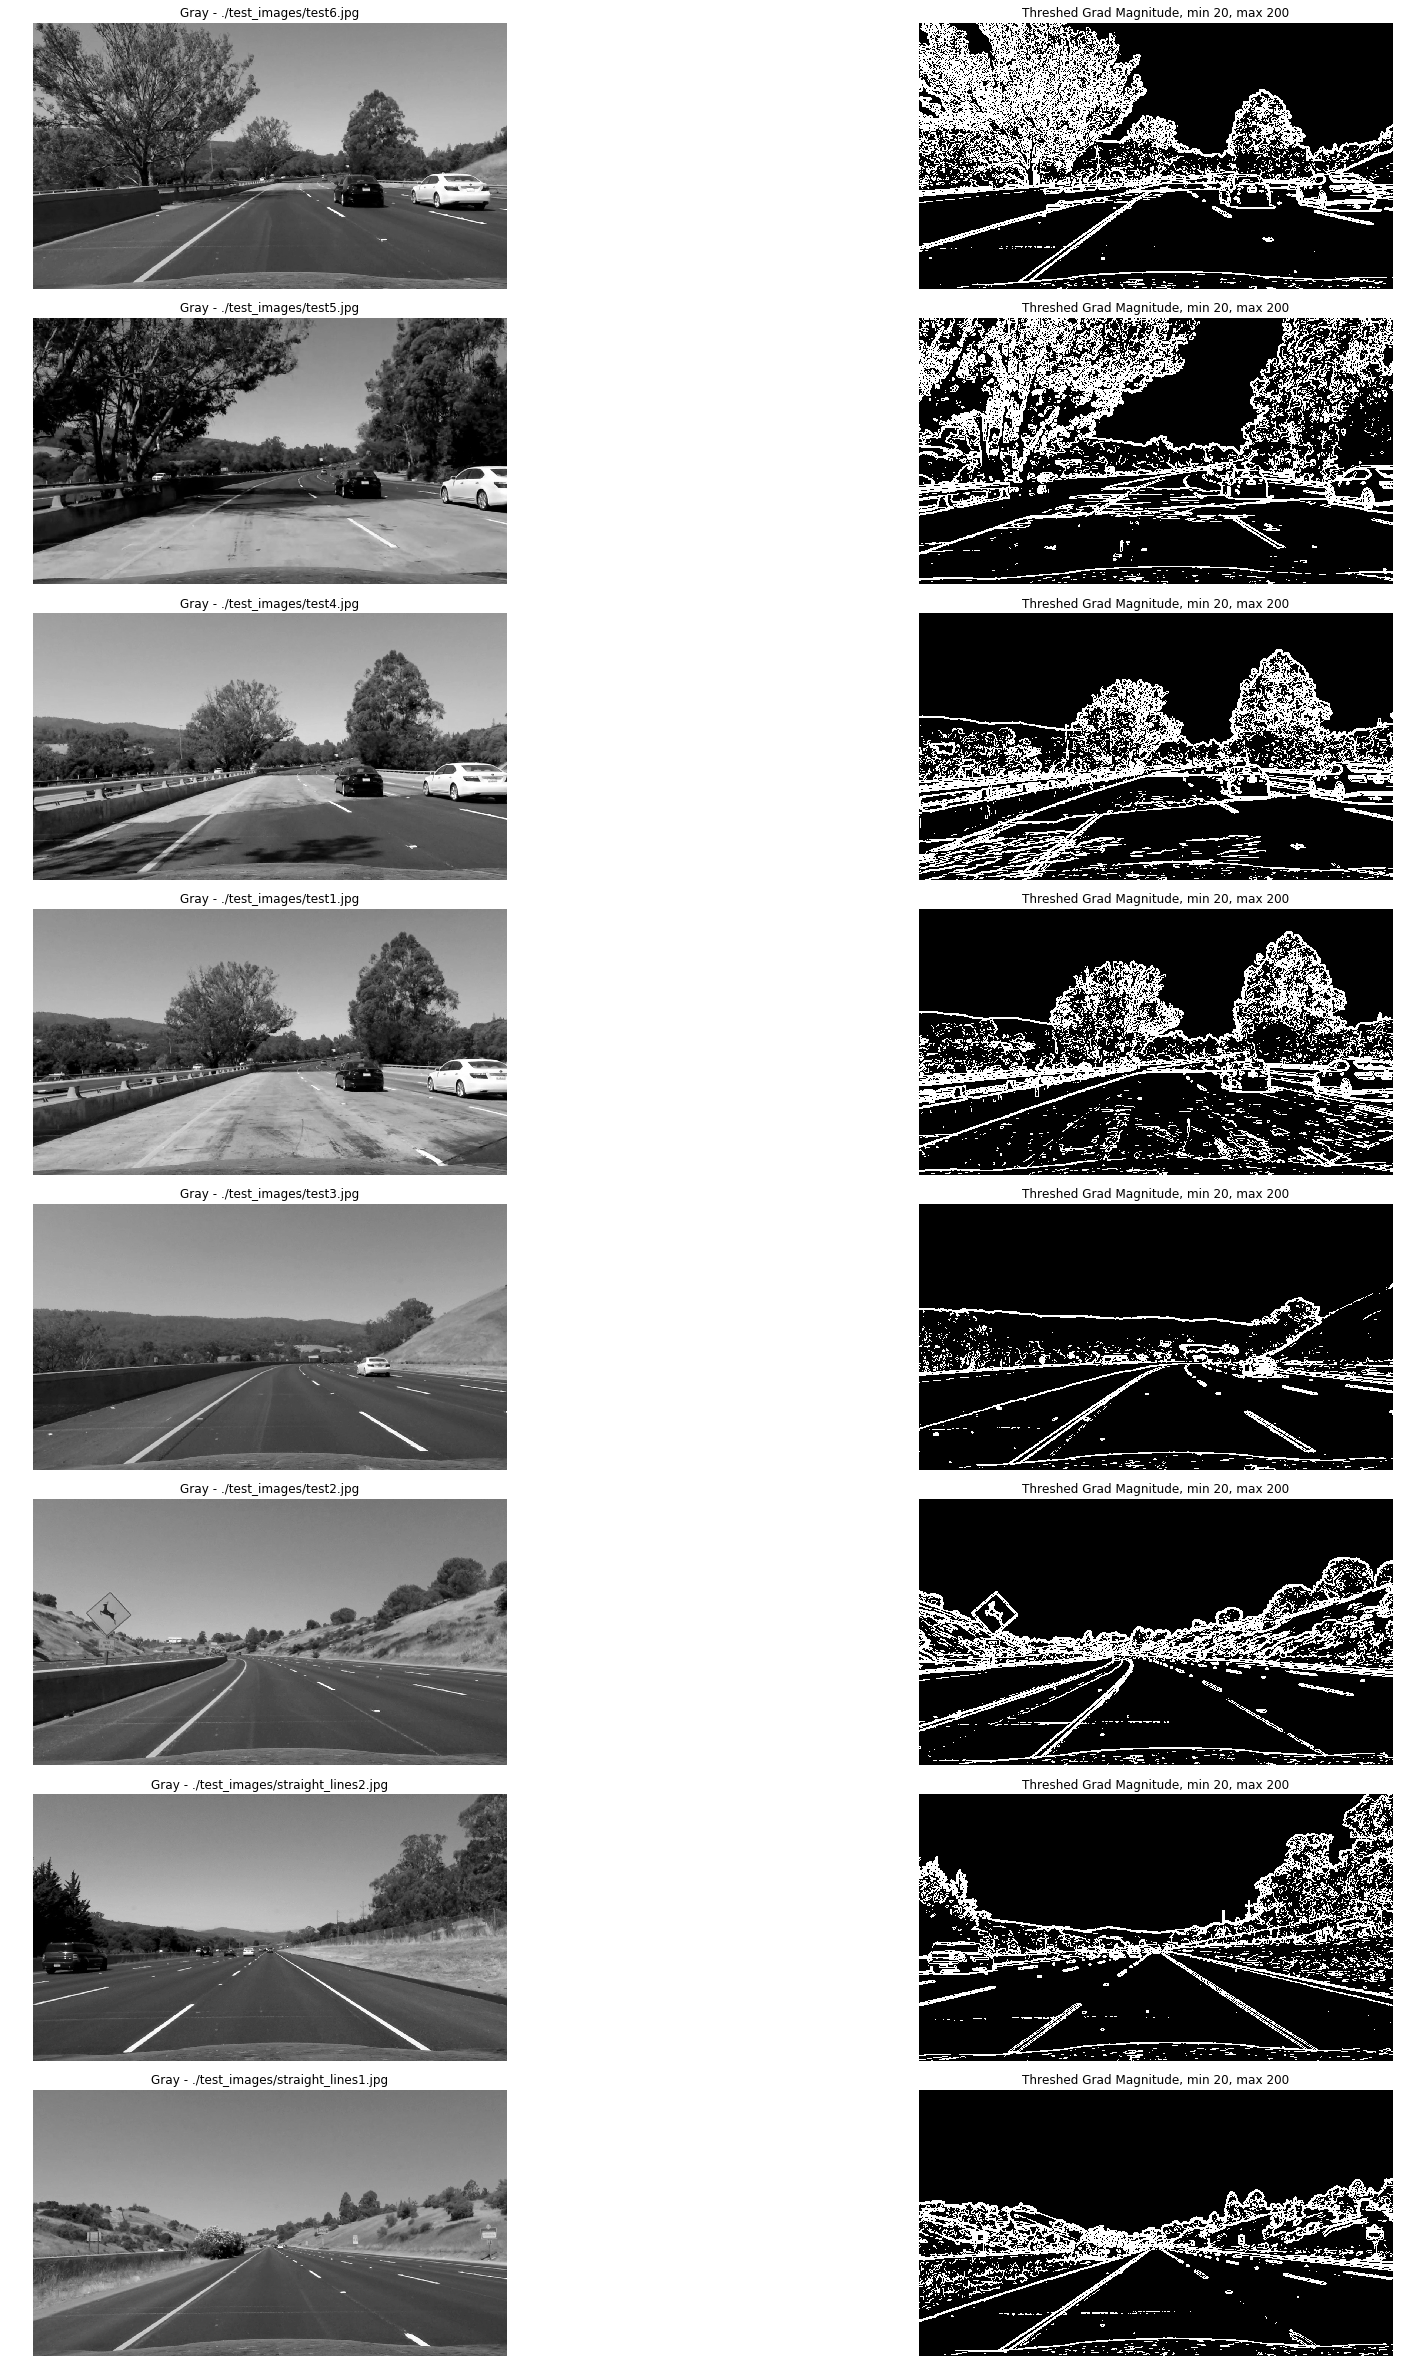 Gray - ./test_images/test6.jpg
Threshed Grad Magnitude, min 20, max 200
Gray - ./test_images/test5.jpg
Threshed Grad Magnitude, min 20, max 200
Gray - ./test_images/test4.jpg
Threshed Grad Magnitude, min 20, max 200
Gray - ./test_images/test1.jpg
Threshed Grad Magnitude, min 20, max 200
Gray - ./test_images/test3.jpg
Threshed Grad Magnitude, min 20, max 200
Gray - ./test_images/test2.jpg
Threshed Grad Magnitude, min 20, max 200
Gray - ./test_images/straight_lines2.jpg
Threshed Grad Magnitude, min 20, max 200
Gray - ./test_images/straight_lines1.jpg
Threshed Grad Magnitude, min 20, max 200